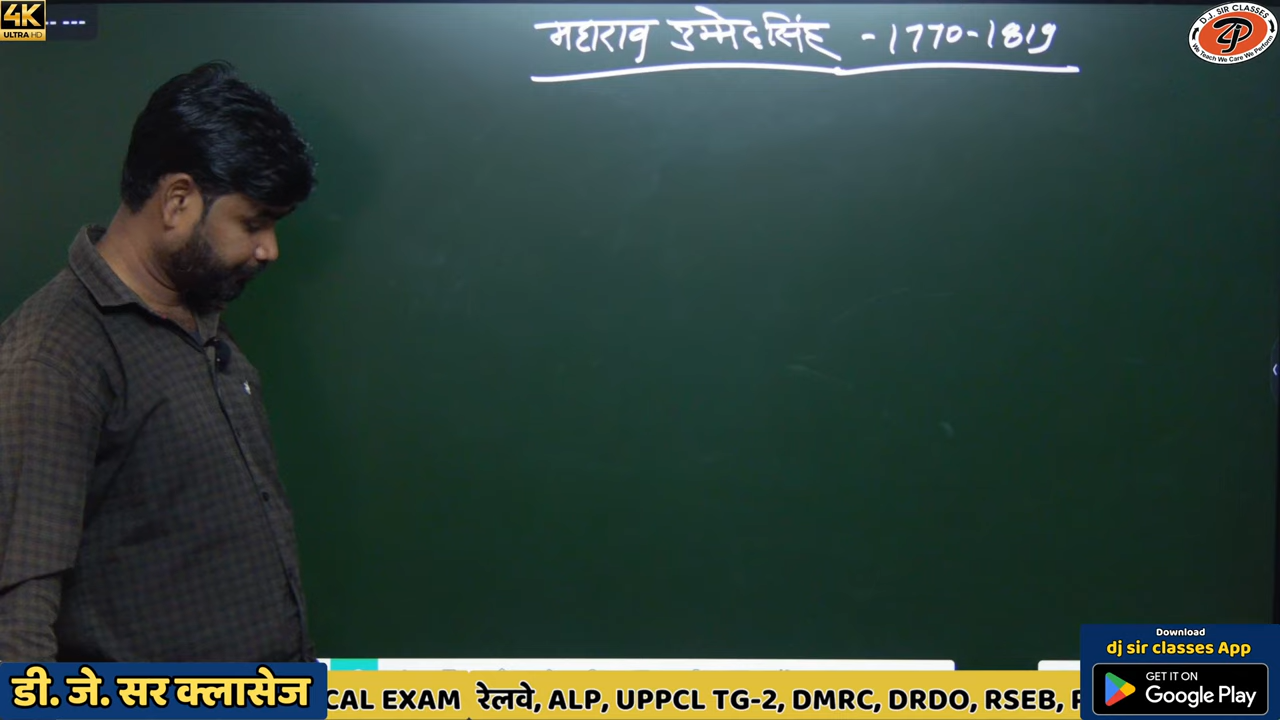 4K
ULTRA HD
महाराव उम्मेदसिंह - 1770-1819
D.J. SIR CLASSES
We Teach We Care We Perform
Download
dj sir classes App
GET IT ON
Google Play
डी. जे. सर क्लासेज
CAL EXAM रेलवे, ALP, UPPCL TG-2, DMRC, DRDO, RSEB,